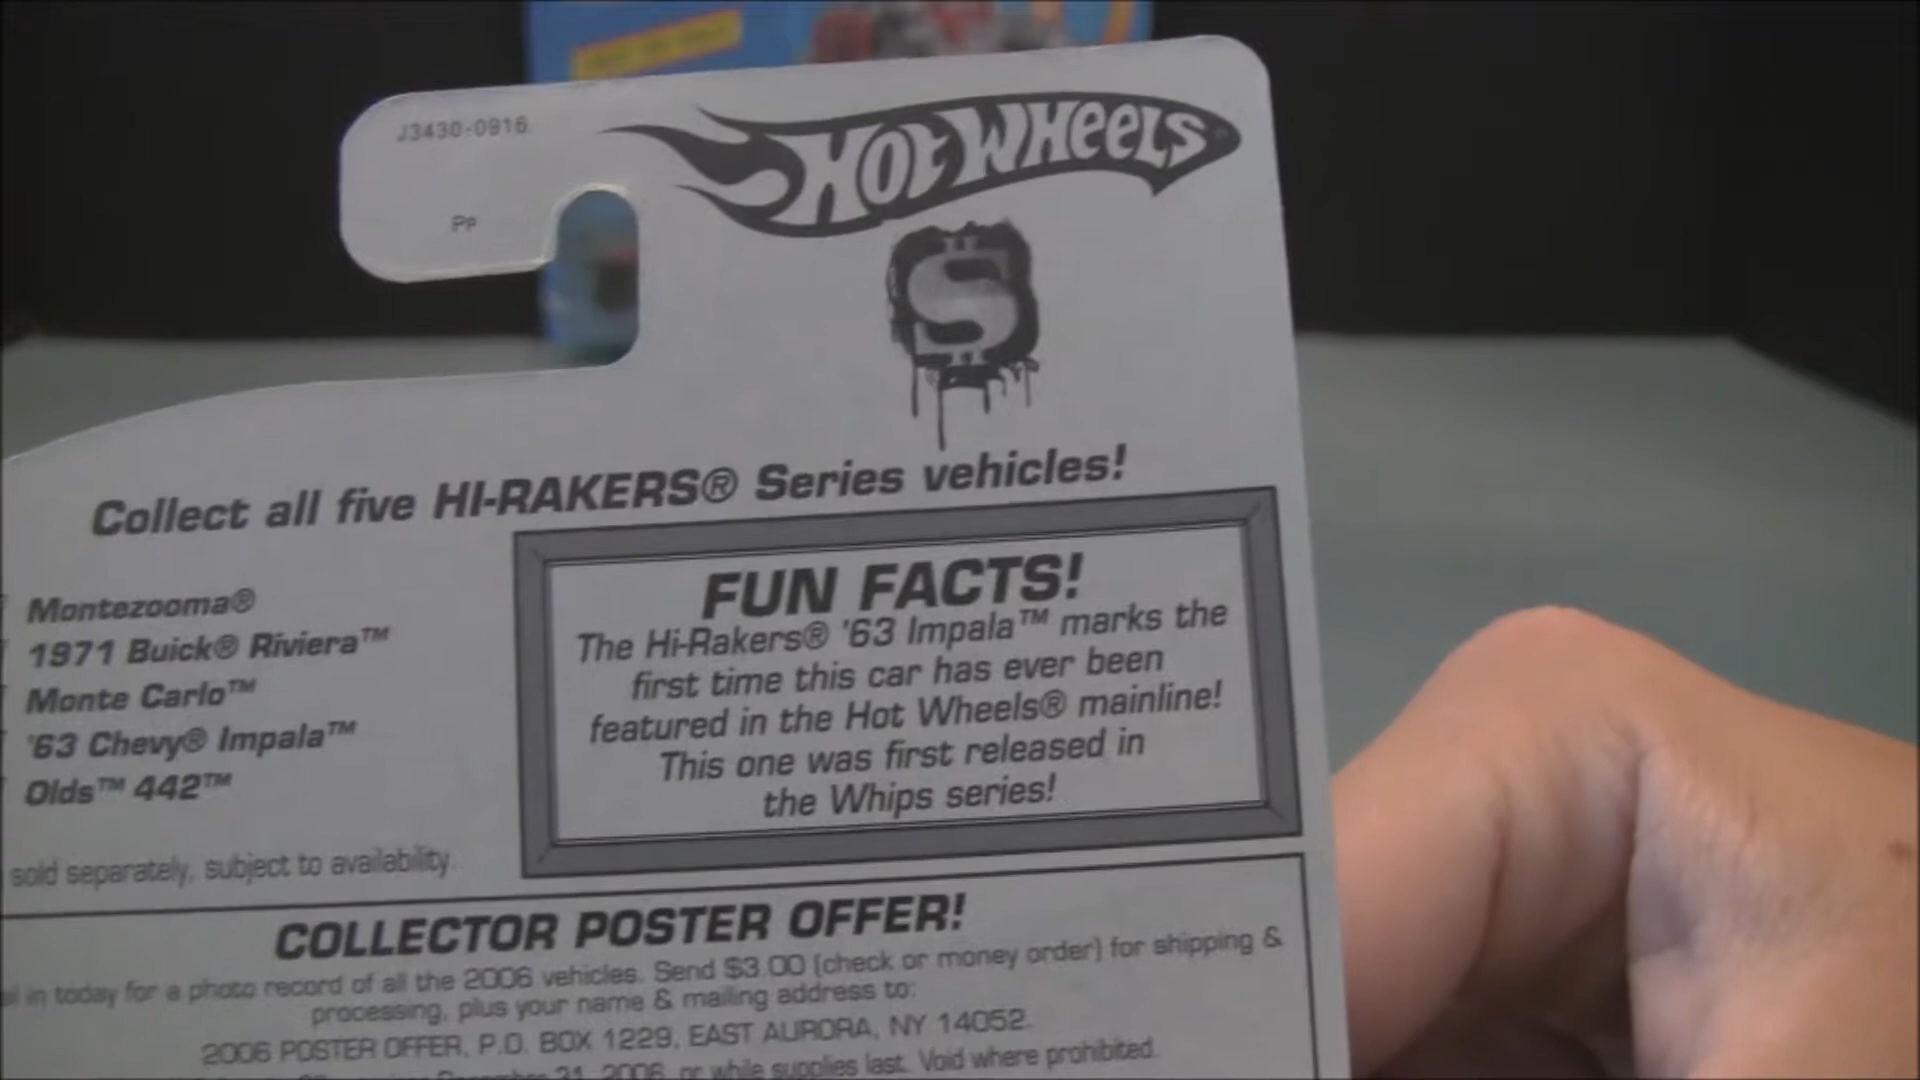 J3430-0916
HOT WHEELS
PP
S
Collect all five HI-RAKERS® Series vehicles!
Montezooma®
1971 Buick® Riviera™
Monte Carlo™
'63 Chevy® Impala™
Olds™ 442™
sold separately, subject to availability.
FUN FACTS!
The Hi-Rakers® '63 Impala™ marks the
first time this car has ever been
featured in the Hot Wheels® mainline!
This one was first released in
the Whips series!
COLLECTOR POSTER OFFER!
in today for a photo record of all the 2006 vehicles. Send $3.00 (check or money order) for shipping &
processing, plus your name & mailing address to:
2006 POSTER OFFER, P.O. BOX 1229, EAST AURORA, NY 14052.
December 31, 2006, or while supplies last. Void where prohibited.